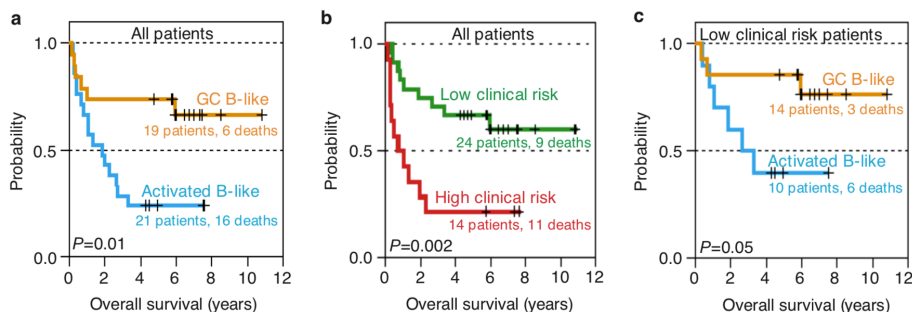 a
All patients
1.0
0.5
0.0
Probability
GC B-like
19 patients, 6 deaths
Activated B-like
21 patients, 16 deaths
P=0.01
0 2 4 6 8 10 12
Overall survival (years)
b
All patients
1.0
0.5
0.0
Probability
Low clinical risk
24 patients, 9 deaths
High clinical risk
14 patients, 11 deaths
P=0.002
0 2 4 6 8 10 12
Overall survival (years)
c
Low clinical risk patients
1.0
0.5
0.0
Probability
GC B-like
14 patients, 3 deaths
Activated B-like
10 patients, 6 deaths
P=0.05
0 2 4 6 8 10 12
Overall survival (years)